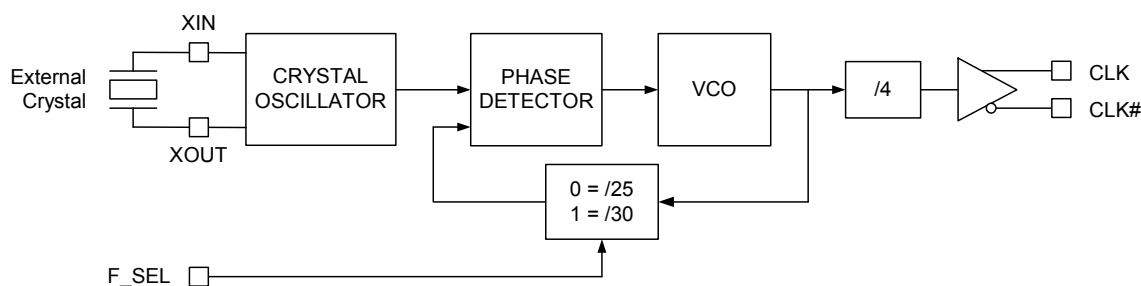 XIN
External
Crystal
XOUT
CRYSTAL
OSCILLATOR
PHASE
DETECTOR
VCO
/4
CLK
CLK#
0 = /25
1 = /30
F_SEL